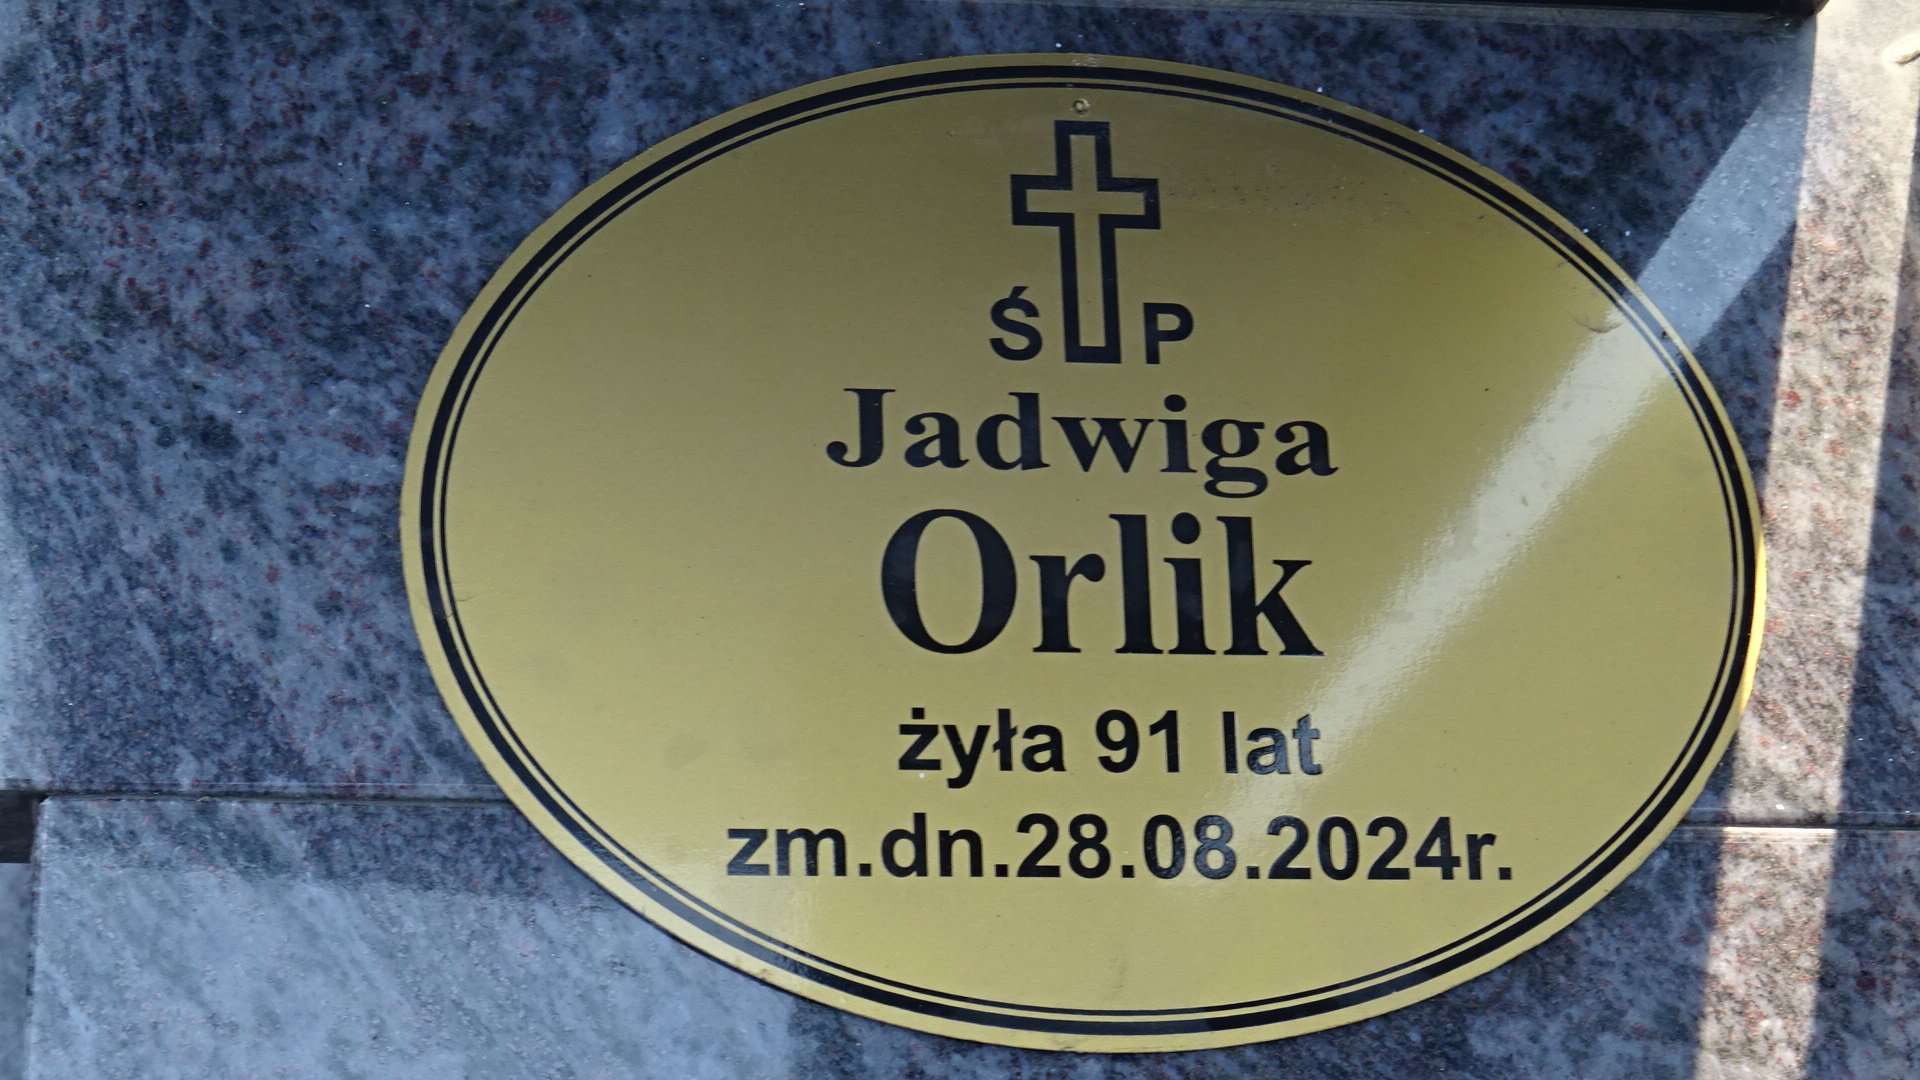 Ś P
Jadwiga
Orlik
żyła 91 lat
zm.dn.28.08.2024r.